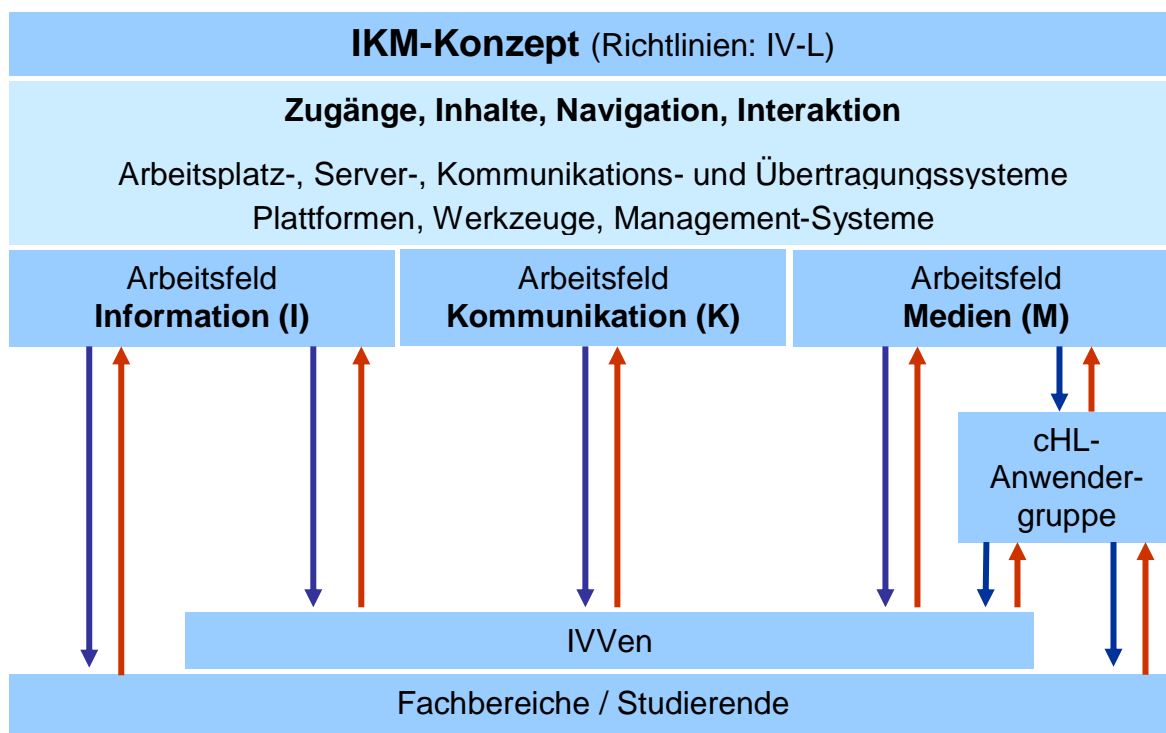 IKM-Konzept (Richtlinien: IV-L)
Zugänge, Inhalte, Navigation, Interaktion
Arbeitsplatz-, Server-, Kommunikations- und Übertragungssysteme
Plattformen, Werkzeuge, Management-Systeme
Arbeitsfeld
Information (I)
Arbeitsfeld
Kommunikation (K)
Arbeitsfeld
Medien (M)
cHL-
Anwender-
gruppe
IVVen
Fachbereiche / Studierende